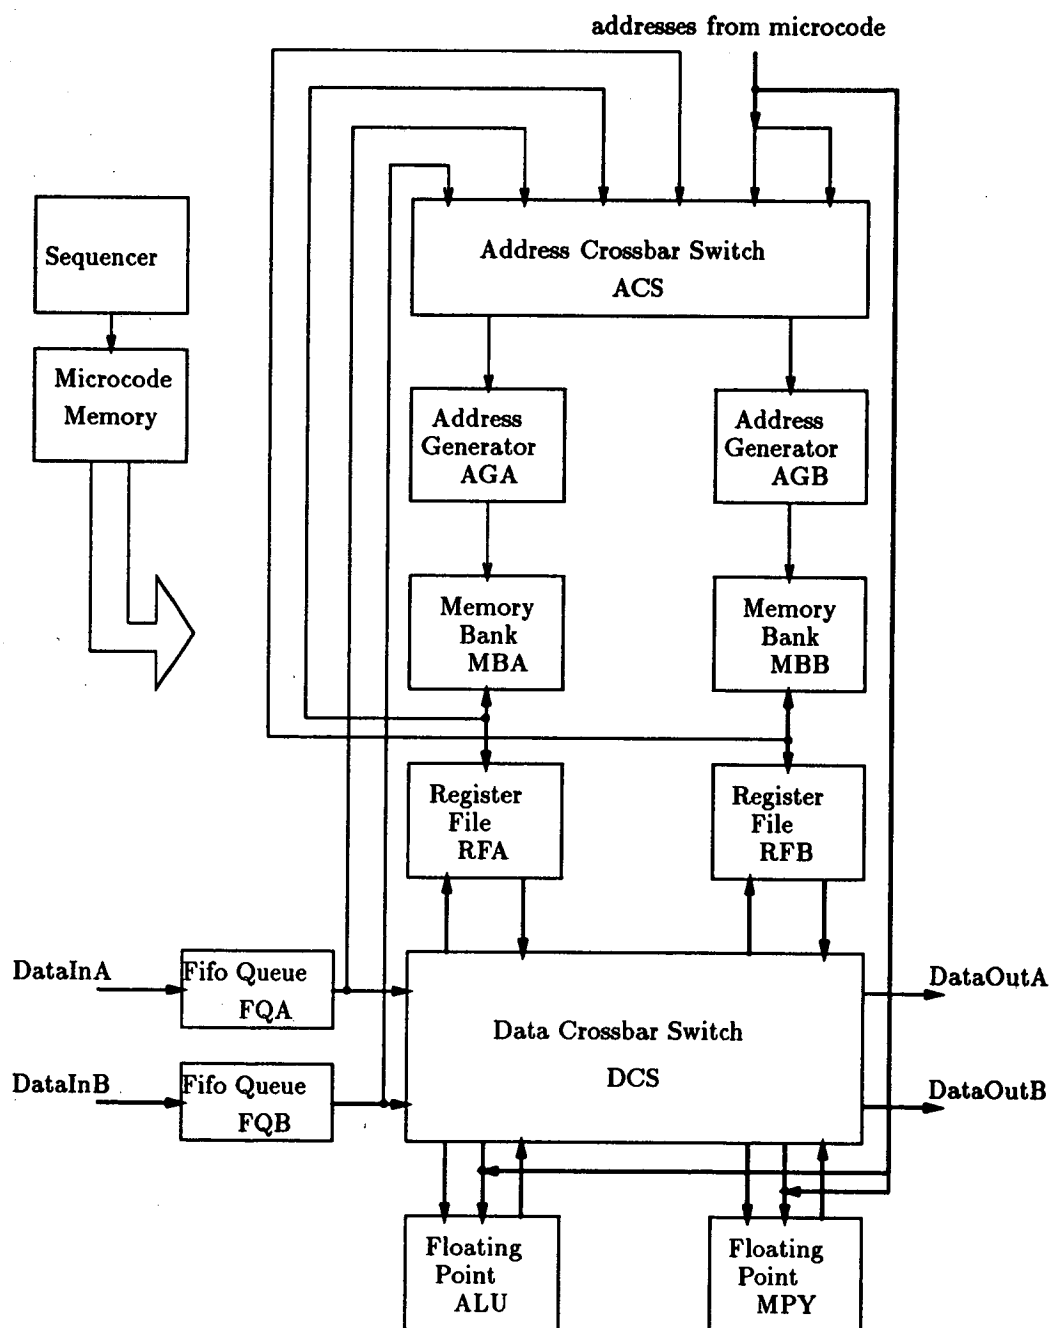 addresses from microcode
Sequencer
Address Crossbar Switch
ACS
Microcode
Memory
Address
Generator
AGA
Address
Generator
AGB
Memory
Bank
MBA
Memory
Bank
MBB
Register
File
RFA
Register
File
RFB
DataInA
Fifo Queue
FQA
DataOutA
Data Crossbar Switch
DCS
DataInB
Fifo Queue
FQB
DataOutB
Floating
Point
ALU
Floating
Point
MPY